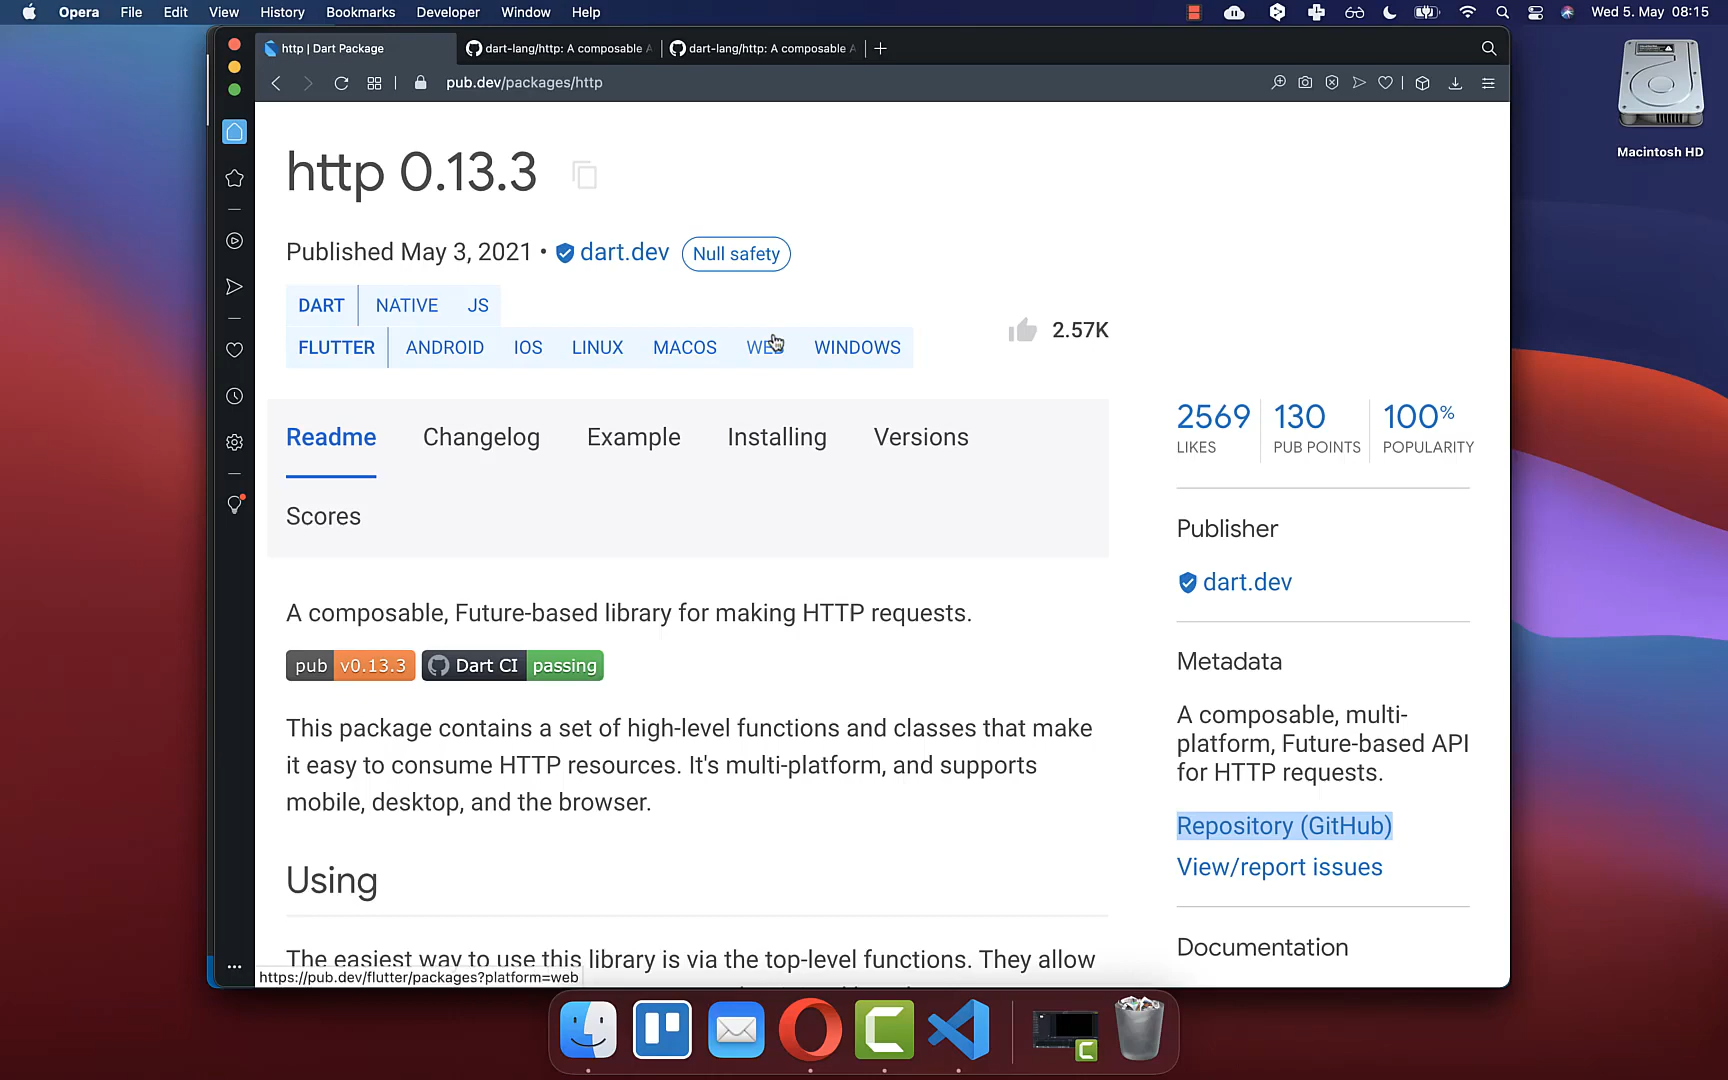 Opera File Edit View History Bookmarks Developer Window Help
Wed 5. May 08:15
http | Dart Package
dart-lang/http: A composable A
dart-lang/http: A composable A
pub.dev/packages/http
Macintosh HD
http 0.13.3
Published May 3, 2021 • dart.dev Null safety
DART NATIVE JS
FLUTTER ANDROID IOS LINUX MACOS WEB WINDOWS
2.57K
Readme Changelog Example Installing Versions
Scores
A composable, Future-based library for making HTTP requests.
pub v0.13.3 Dart CI passing
This package contains a set of high-level functions and classes that make
it easy to consume HTTP resources. It's multi-platform, and supports
mobile, desktop, and the browser.
Using
The easiest way to use this library is via the top-level functions. They allow
https://pub.dev/flutter/packages?platform=web
2569 130 100%
LIKES PUB POINTS POPULARITY
Publisher
dart.dev
Metadata
A composable, multi-
platform, Future-based API
for HTTP requests.
Repository (GitHub)
View/report issues
Documentation